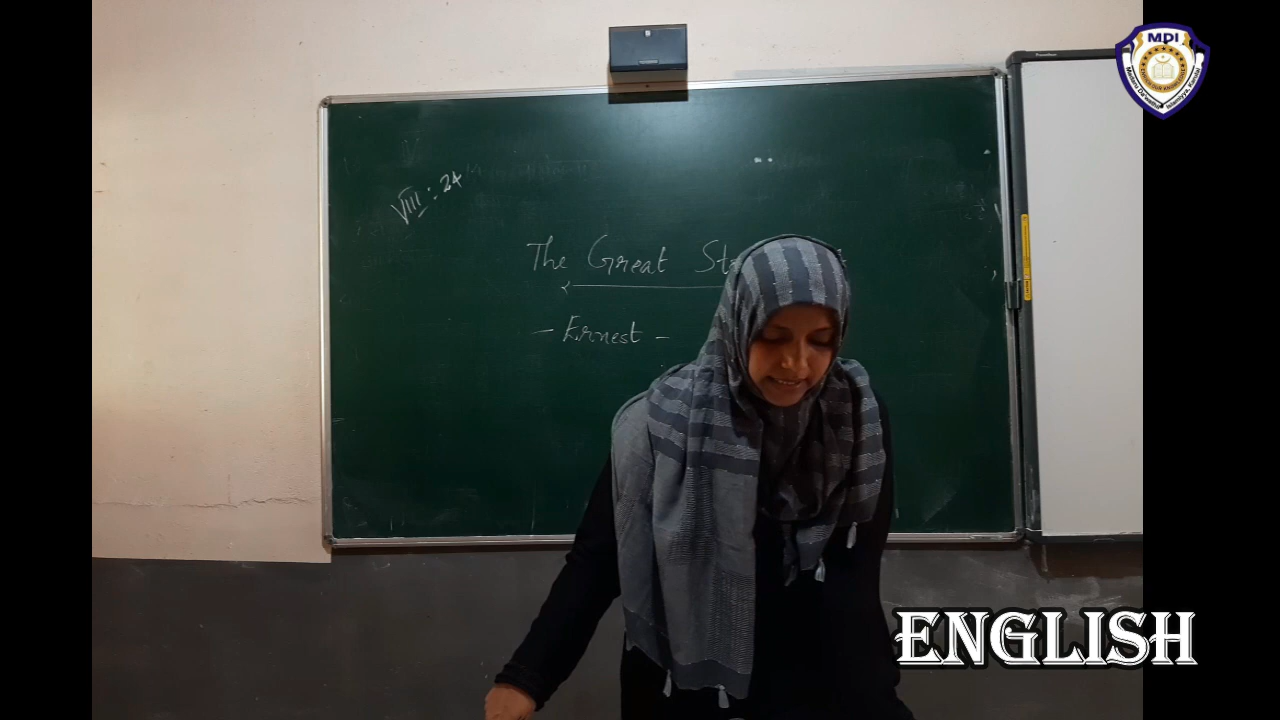 MPI
VIII : 24
The Great St
- Ernest -
ENGLISH